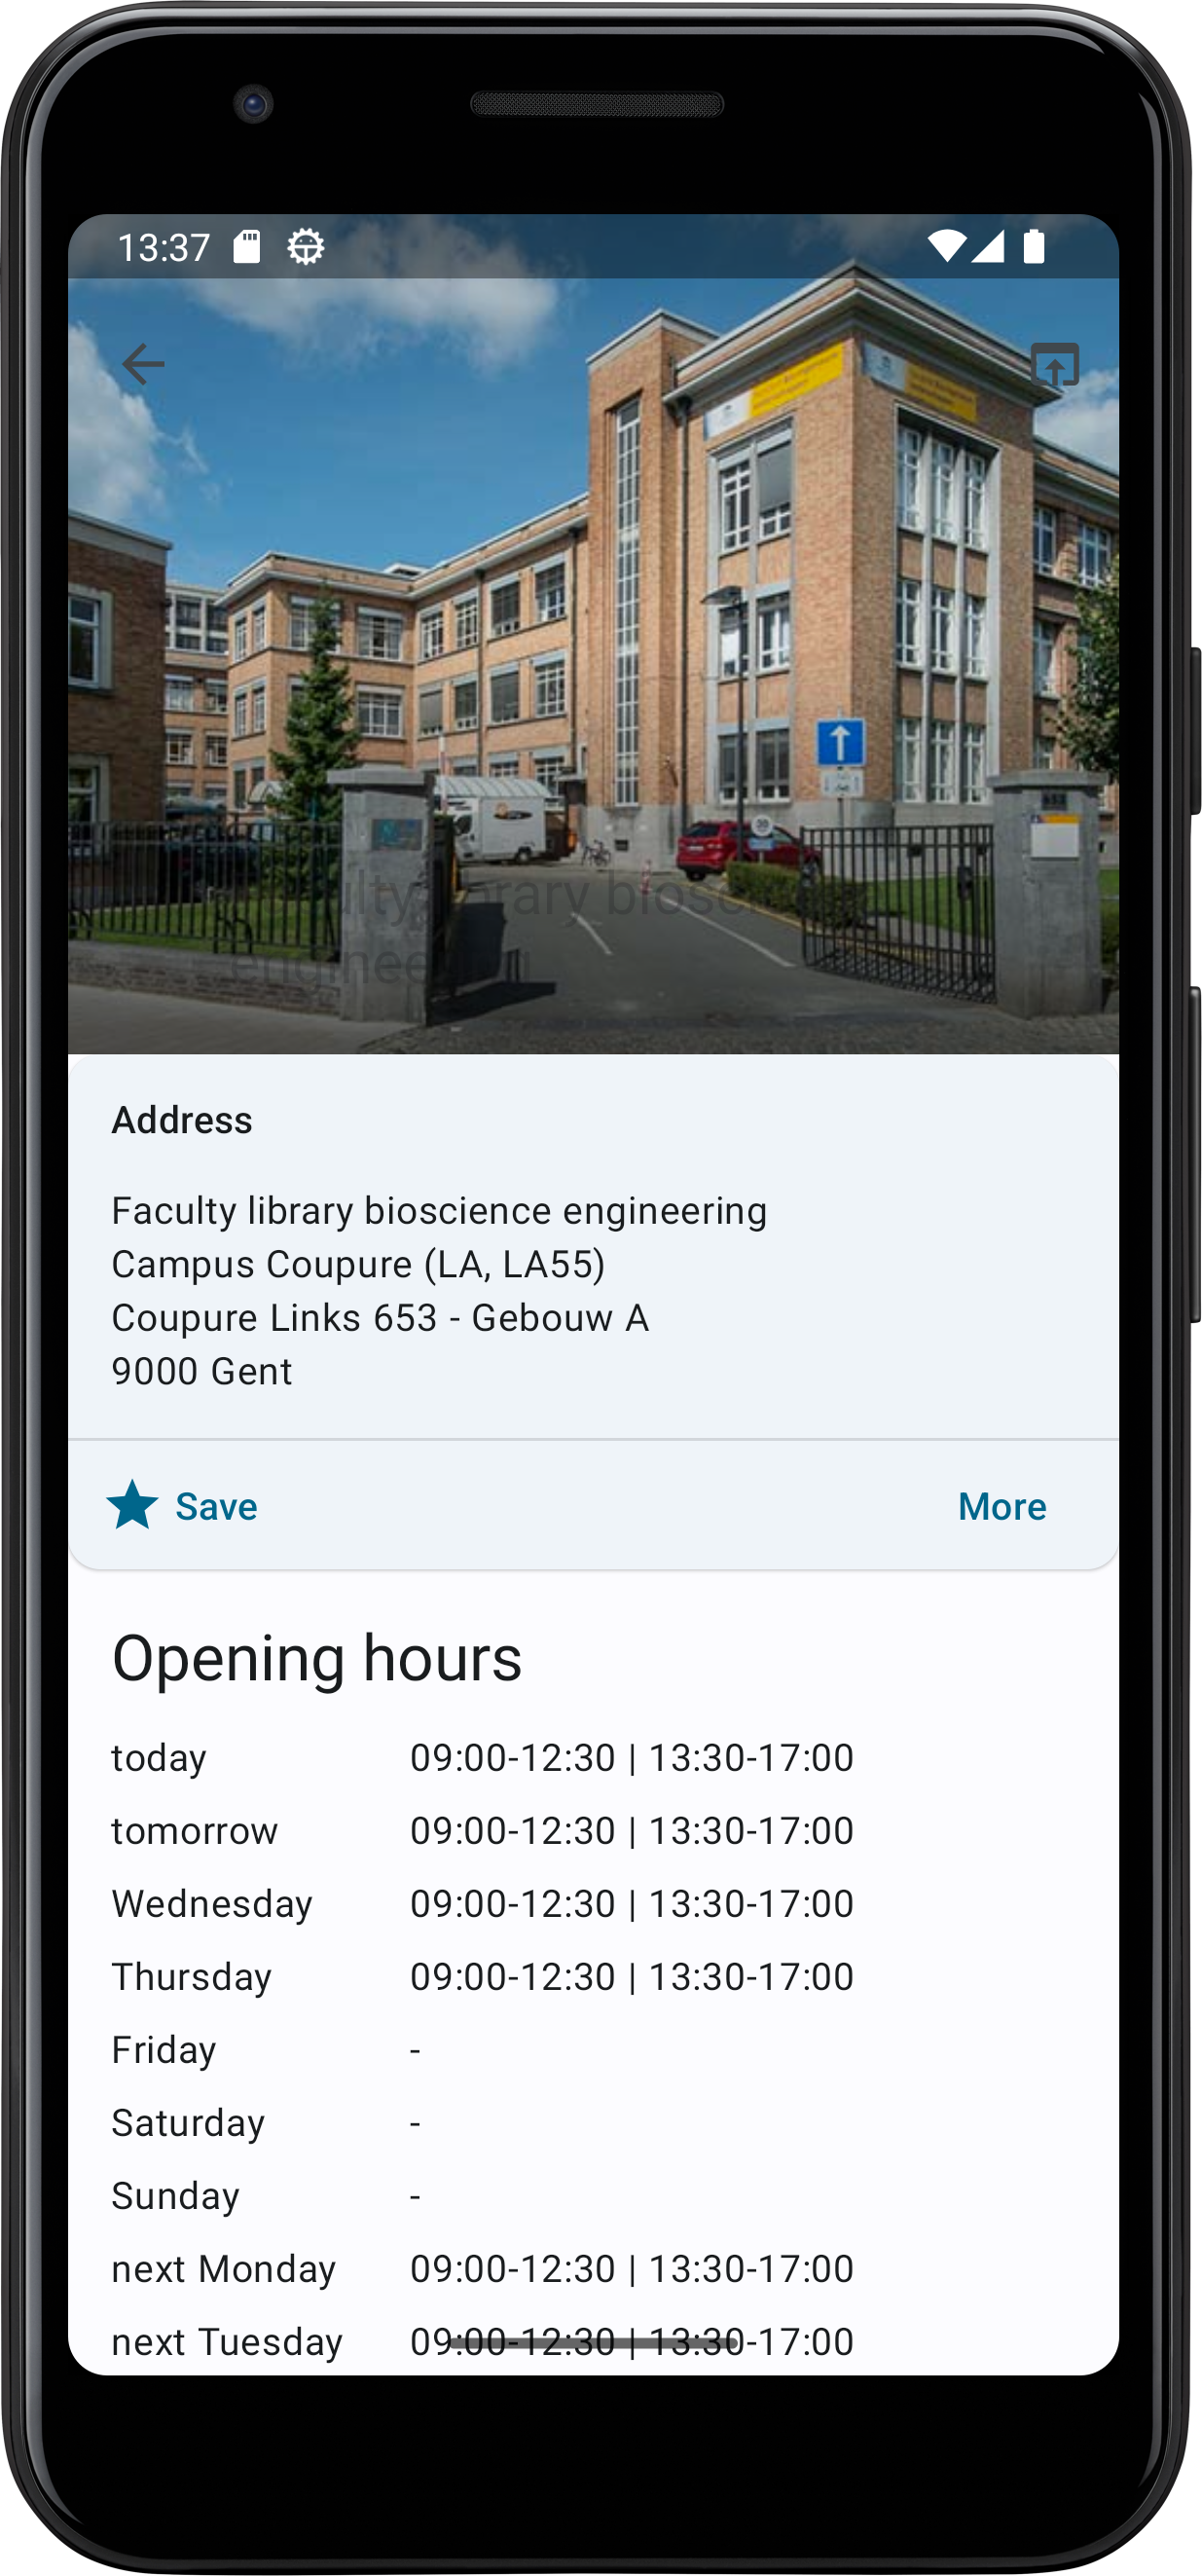 13:37
Faculty library bioscience
engineering
Address
Faculty library bioscience engineering
Campus Coupure (LA, LA55)
Coupure Links 653 - Gebouw A
9000 Gent
Save
More
Opening hours
today 09:00-12:30 | 13:30-17:00
tomorrow 09:00-12:30 | 13:30-17:00
Wednesday 09:00-12:30 | 13:30-17:00
Thursday 09:00-12:30 | 13:30-17:00
Friday -
Saturday -
Sunday -
next Monday 09:00-12:30 | 13:30-17:00
next Tuesday 09:00-12:30 | 13:30-17:00